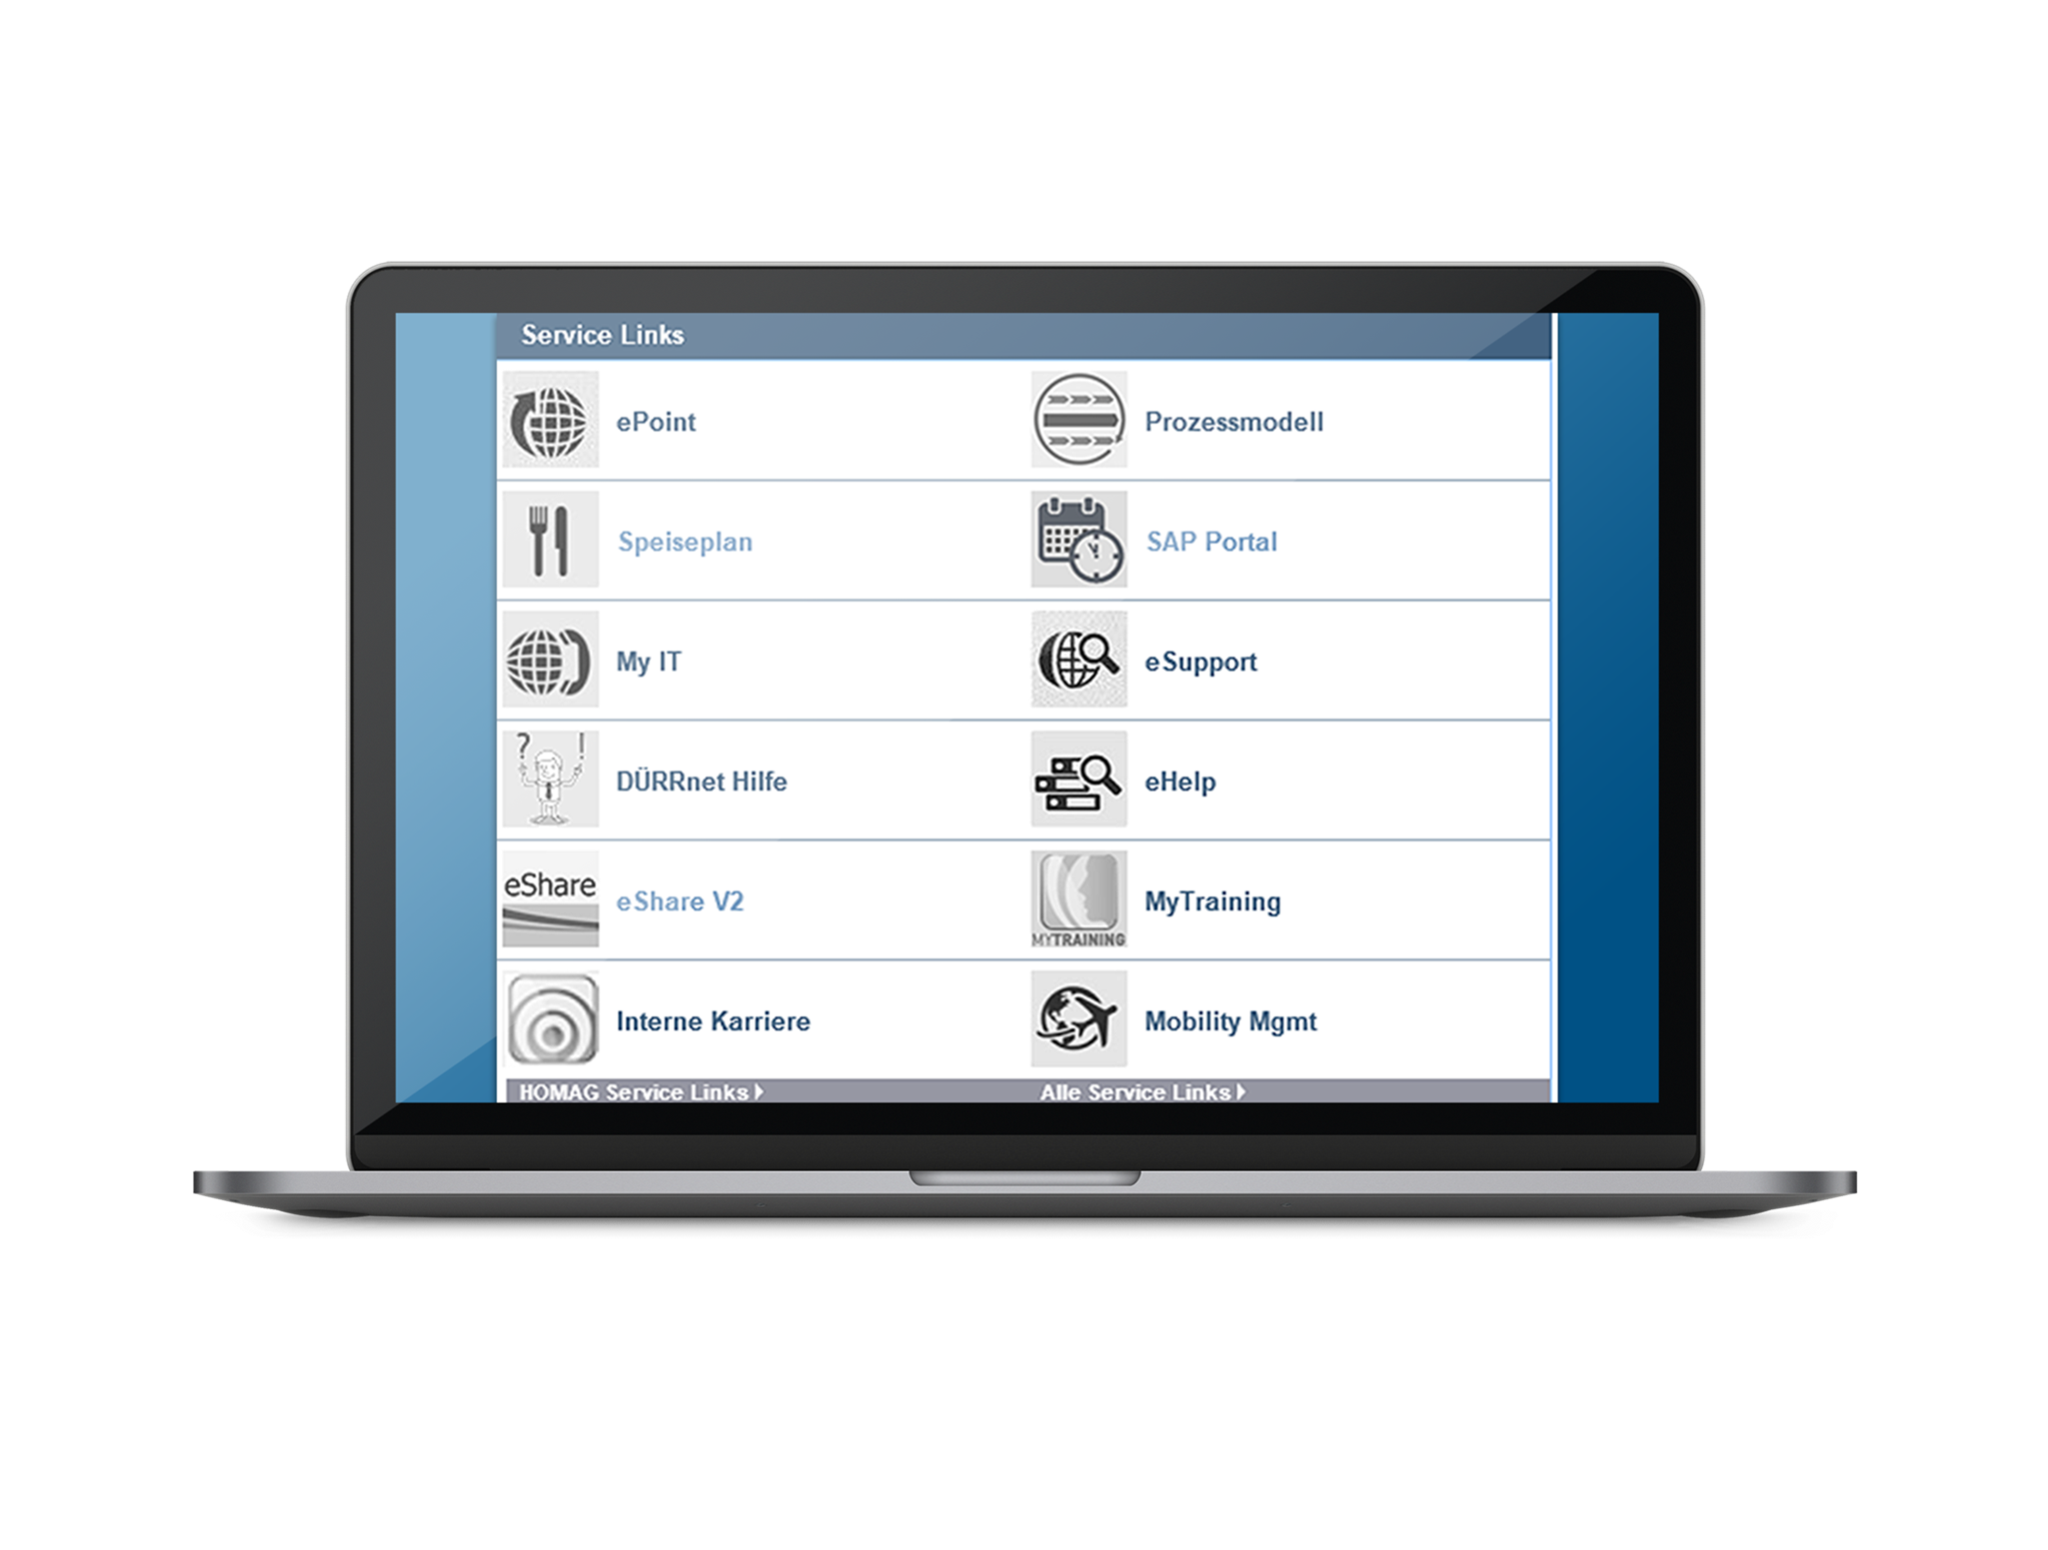 Service Links
ePoint
Prozessmodell
Speiseplan
SAP Portal
My IT
eSupport
? !
DÜRRnet Hilfe
eHelp
eShare
eShare V2
MYTRAINING
MyTraining
Interne Karriere
Mobility Mgmt
HOMAG Service Links
Alle Service Links